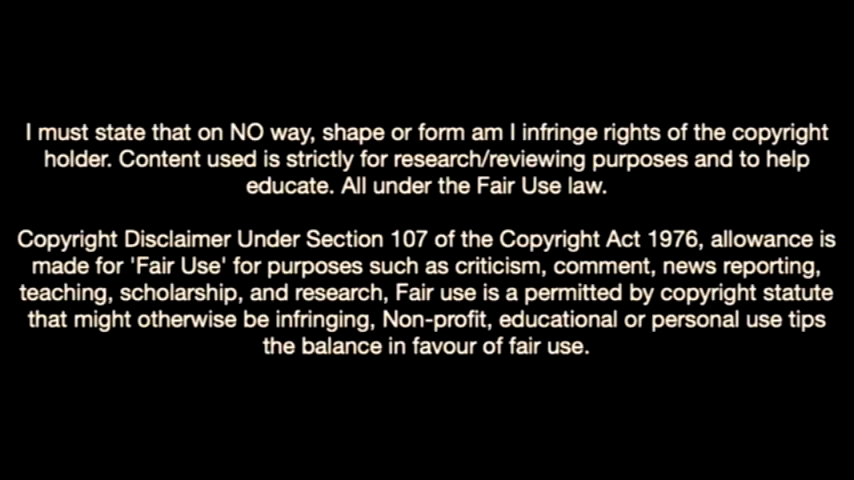 I must state that on NO way, shape or form am I infringe rights of the copyright
holder. Content used is strictly for research/reviewing purposes and to help
educate. All under the Fair Use law.
Copyright Disclaimer Under Section 107 of the Copyright Act 1976, allowance is
made for 'Fair Use' for purposes such as criticism, comment, news reporting,
teaching, scholarship, and research, Fair use is a permitted by copyright statute
that might otherwise be infringing, Non-profit, educational or personal use tips
the balance in favour of fair use.